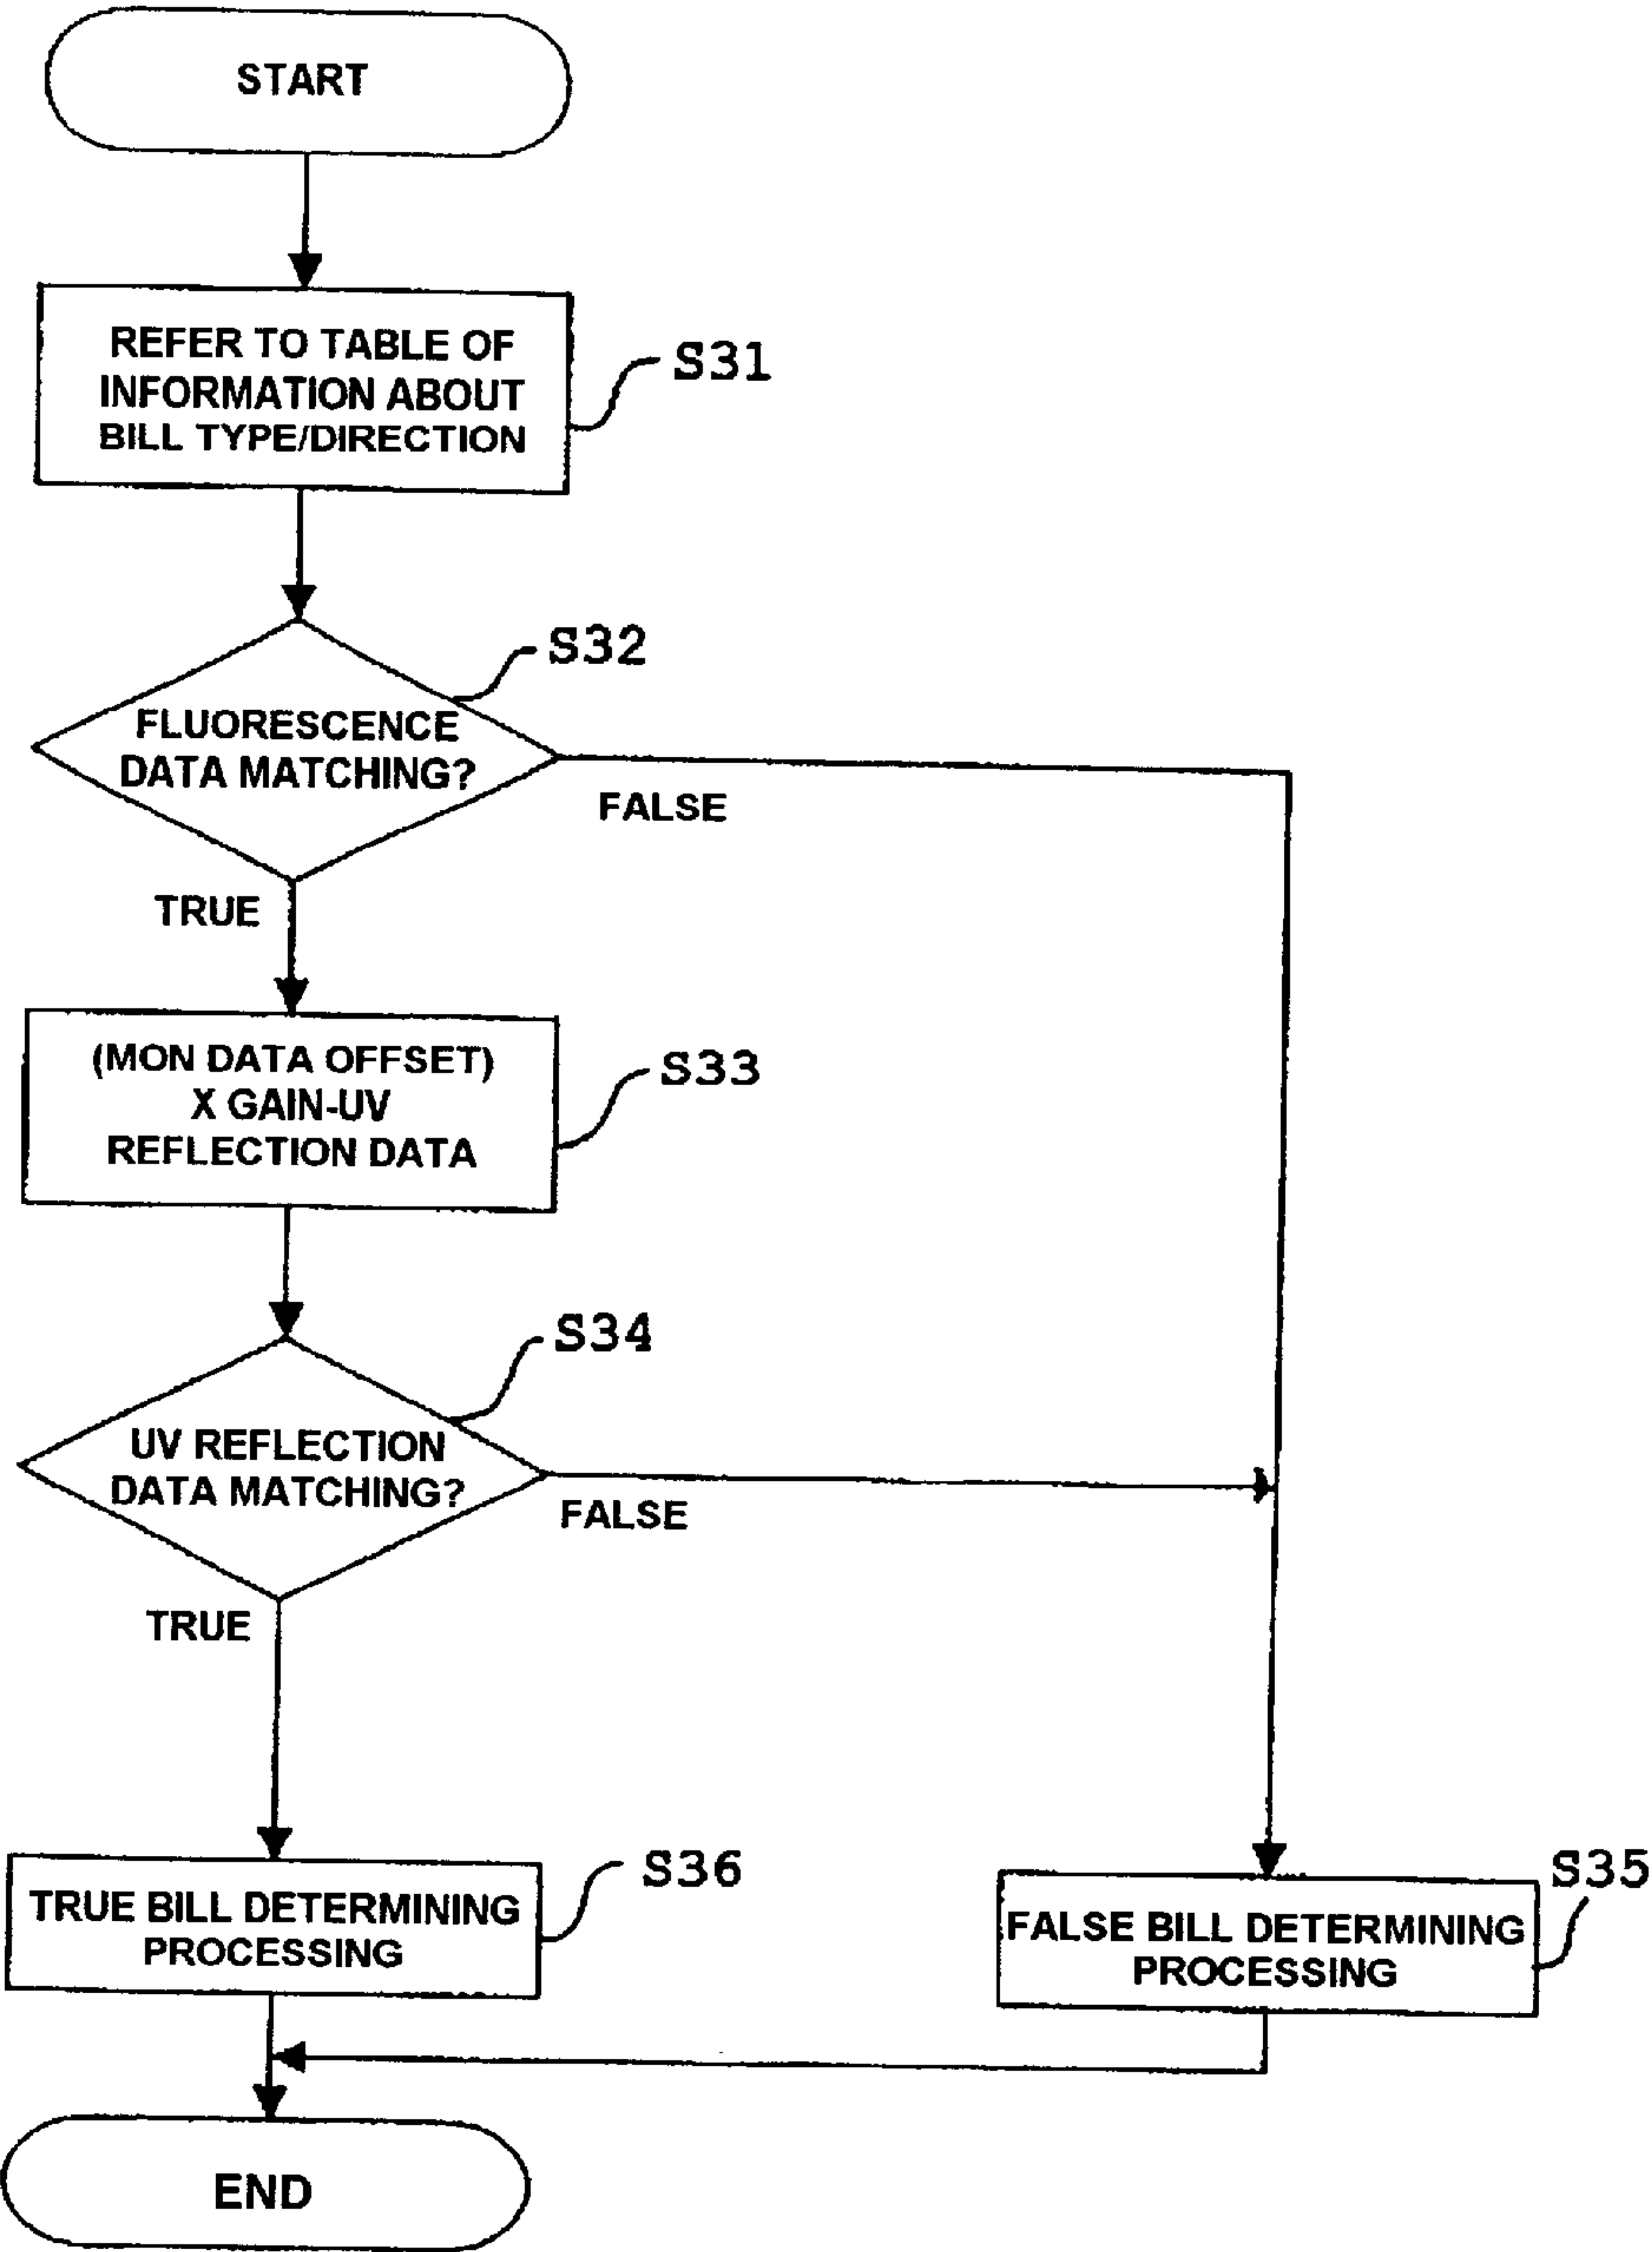 START
REFER TO TABLE OF
INFORMATION ABOUT
BILL TYPE/DIRECTION
S31
S32
FLUORESCENCE
DATA MATCHING?
FALSE
TRUE
(MON DATA OFFSET)
X GAIN-UV
REFLECTION DATA
S33
S34
UV REFLECTION
DATA MATCHING?
FALSE
TRUE
TRUE BILL DETERMINING
PROCESSING
S36
FALSE BILL DETERMINING
PROCESSING
S35
END